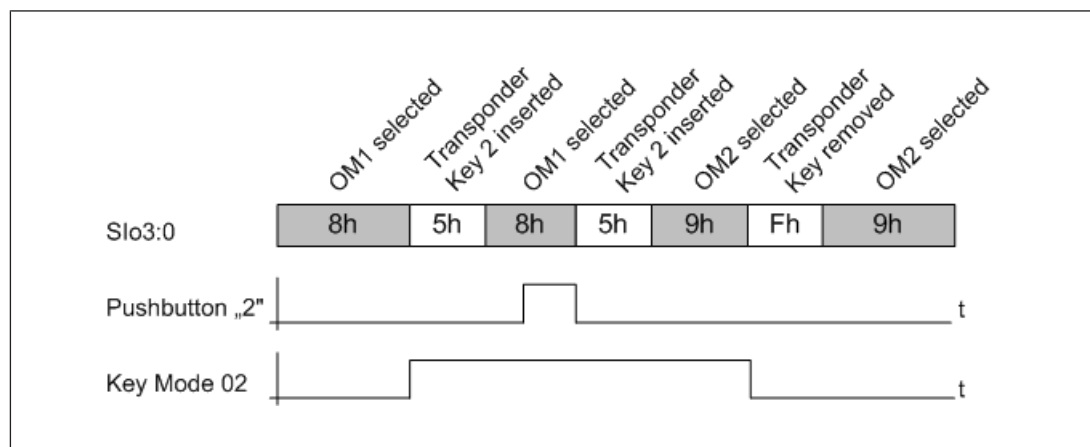 OM1 selected
Transponder
Key 2 inserted
OM1 selected
Transponder
Key 2 inserted
OM2 selected
Transponder
Key removed
OM2 selected
SIo3:0
8h
5h
8h
5h
9h
Fh
9h
Pushbutton „2"
t
Key Mode 02
t